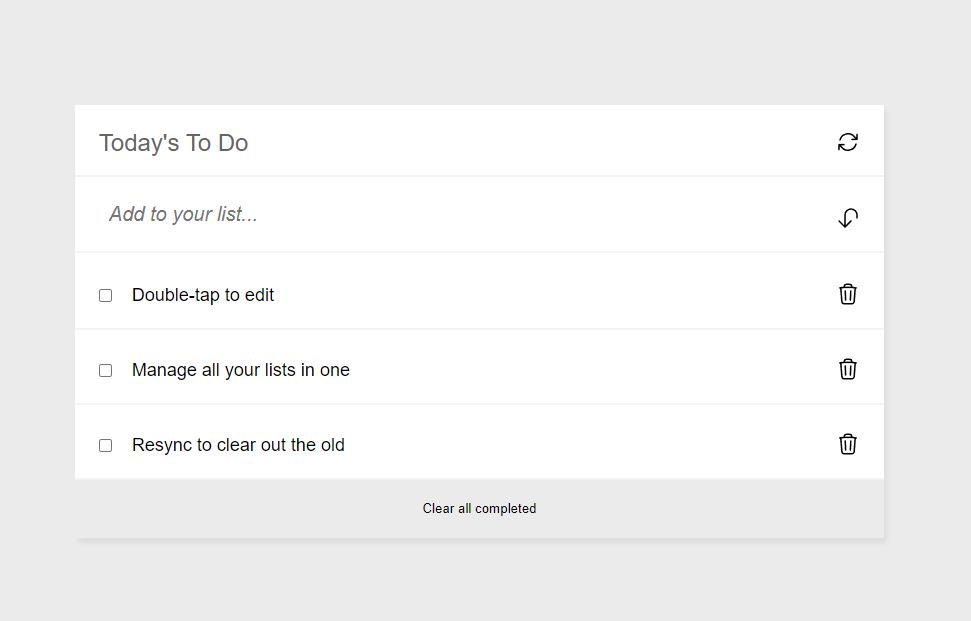 Today's To Do
Add to your list...
Double-tap to edit
Manage all your lists in one
Resync to clear out the old
Clear all completed